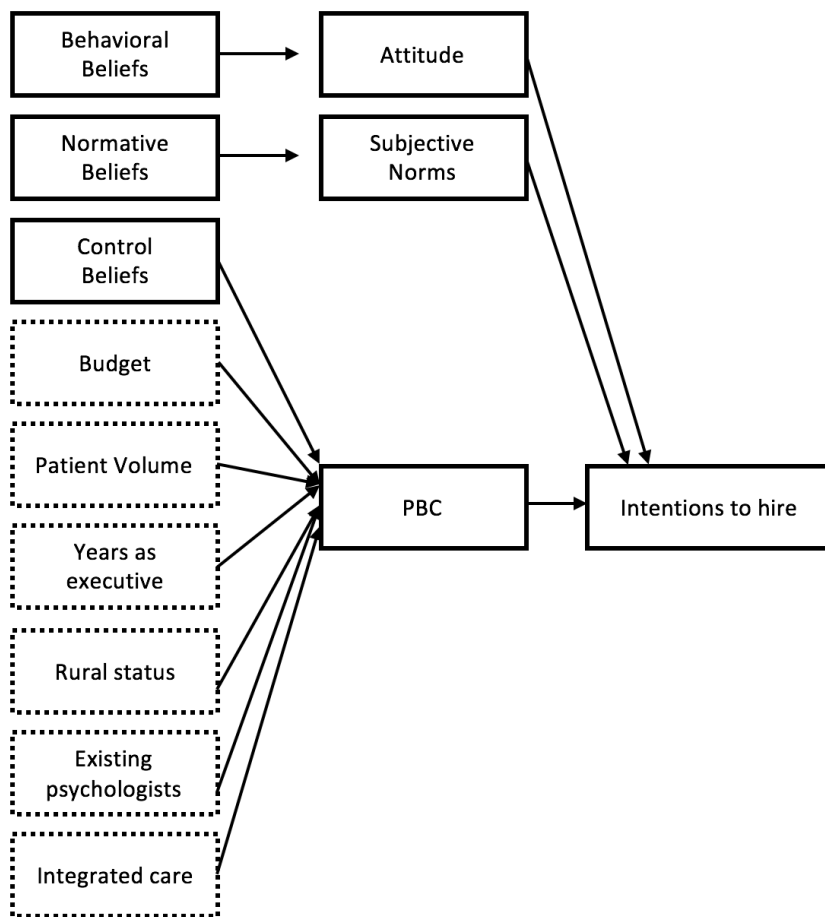 Behavioral
Beliefs
Attitude
Normative
Beliefs
Subjective
Norms
Control
Beliefs
Budget
Patient Volume
Years as
executive
PBC
Intentions to hire
Rural status
Existing
psychologists
Integrated care